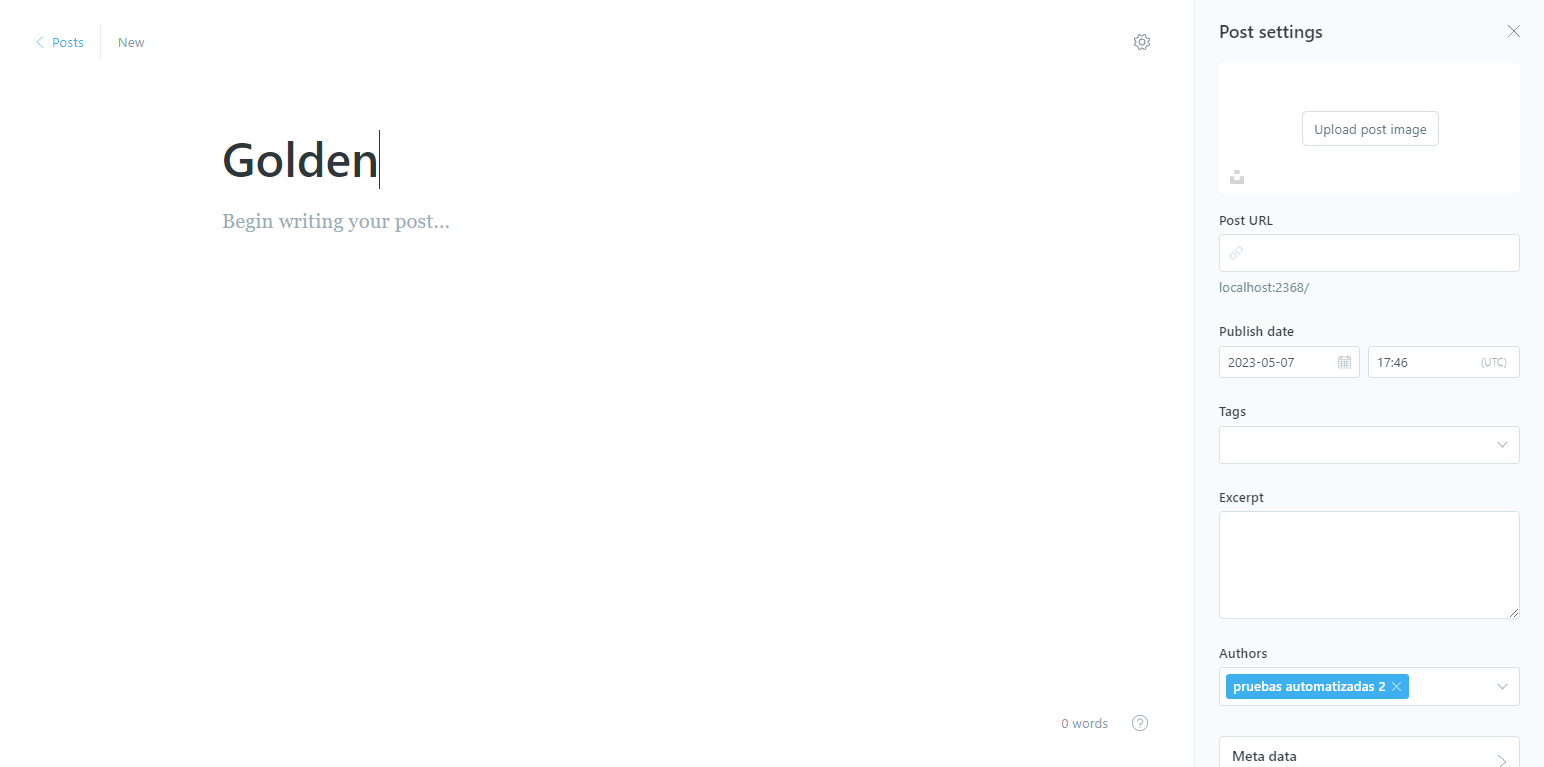 Posts
New
Golden
Begin writing your post...
0 words
Post settings
Upload post image
Post URL
localhost:2368/
Publish date
2023-05-07
17:46
(UTC)
Tags
Excerpt
Authors
pruebas automatizadas 2
Meta data